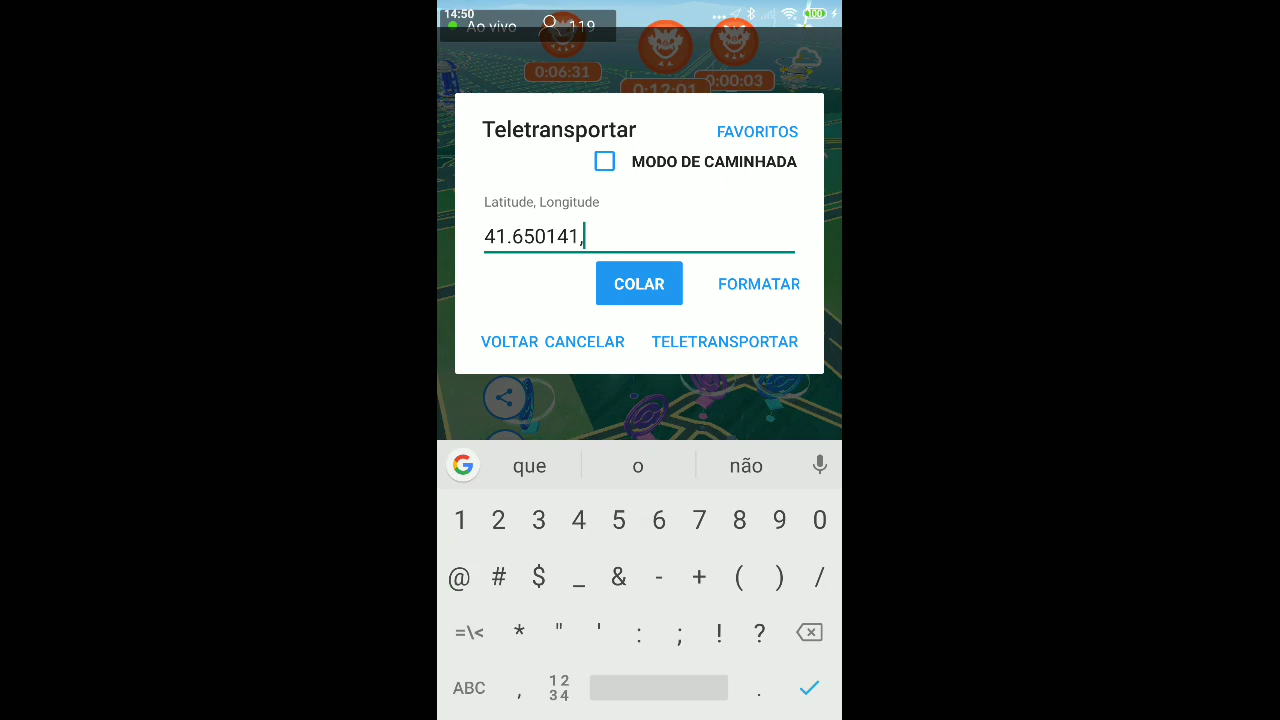 14:50
100
Ao vivo 119
0:06:31
0:12:01
0:00:03
Teletransportar
FAVORITOS
MODO DE CAMINHADA
Latitude, Longitude
41.650141,
COLAR FORMATAR
VOLTAR CANCELAR TELETRANSPORTAR
G que o não
1 2 3 4 5 6 7 8 9 0
@ # $ _ & - + ( ) /
=\< * " ' : ; ! ?
ABC , 12 34 .